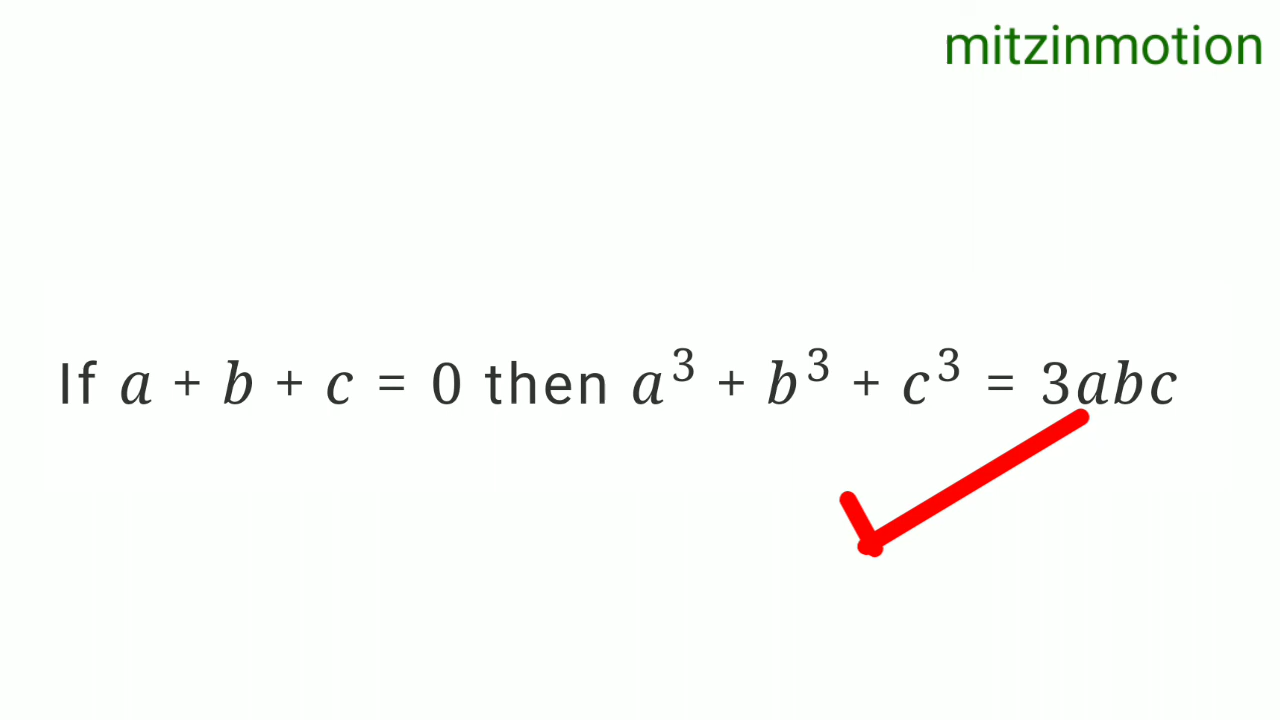 mitzinmotion
If a + b + c = 0 then a³ + b³ + c³ = 3abc